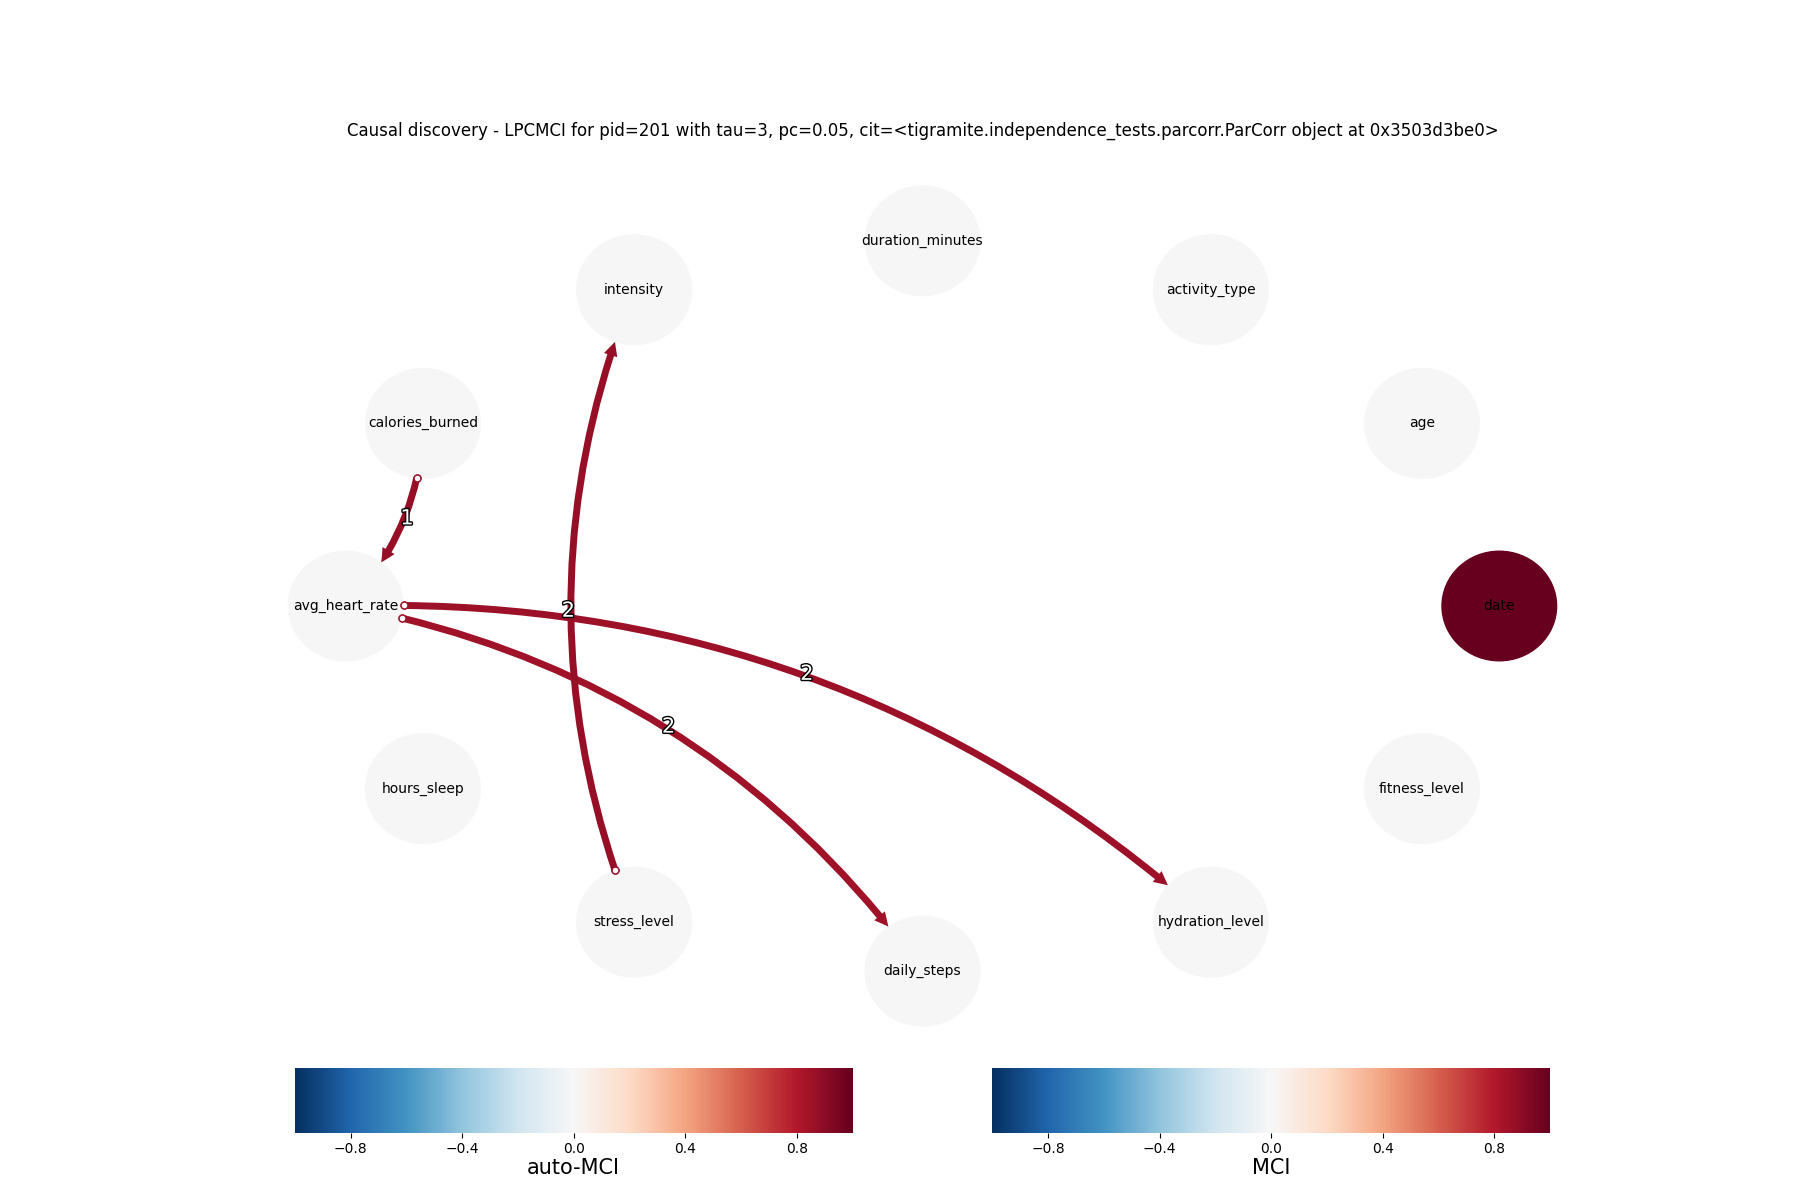 Causal discovery - LPCMCI for pid=201 with tau=3, pc=0.05, cit=<tigramite.independence_tests.parcorr.ParCorr object at 0x3503d3be0>
duration_minutes
intensity
activity_type
calories_burned
age
1
avg_heart_rate
2
date
2
2
hours_sleep
fitness_level
stress_level
hydration_level
daily_steps
−0.8 −0.4 0.0 0.4 0.8
auto-MCI
−0.8 −0.4 0.0 0.4 0.8
MCI